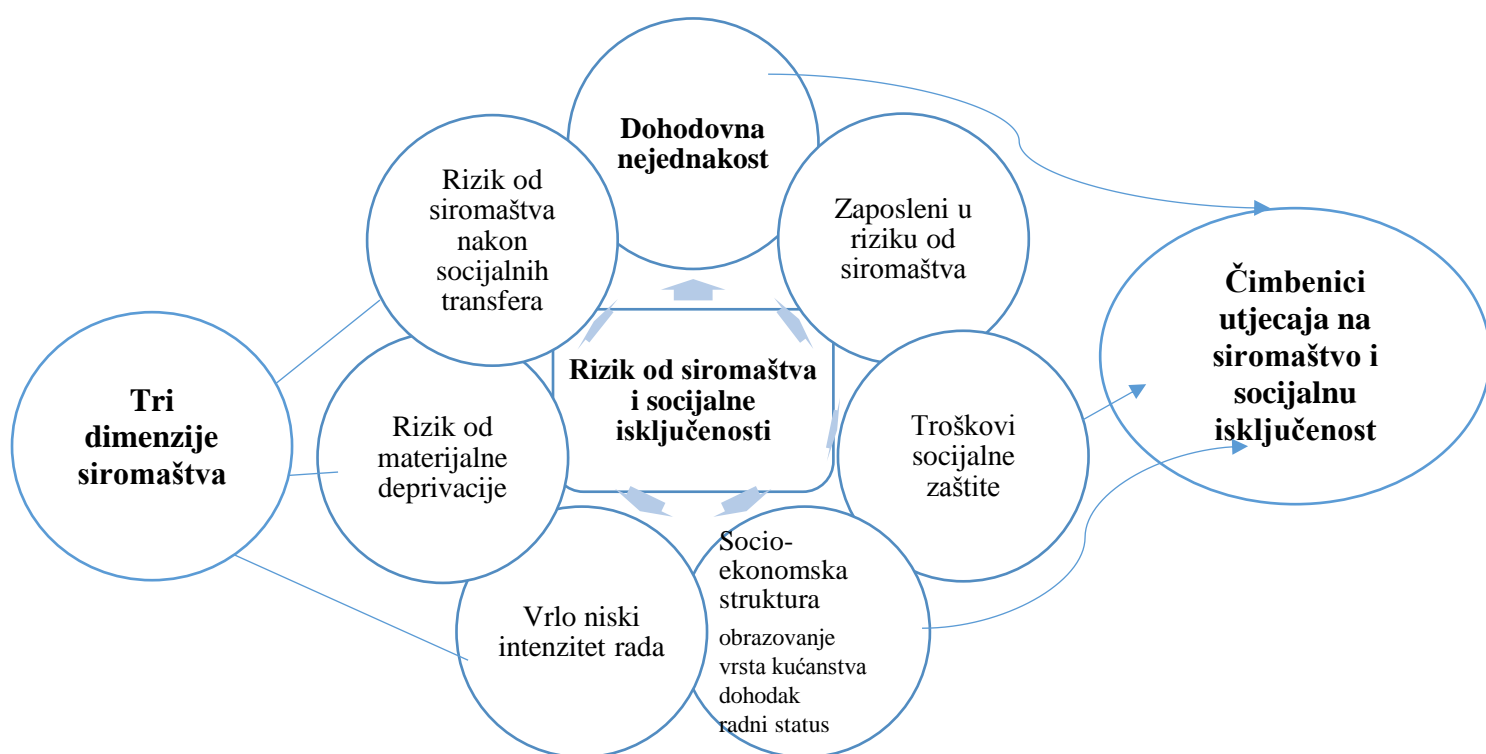 Dohodovna
nejednakost
Rizik od
siromaštva
nakon
socijalnih
transfera
Zaposleni u
riziku od
siromaštva
Čimbenici
utjecaja na
siromaštvo i
socijalnu
isključenost
Rizik od siromaštva
i socijalne
isključenosti
Tri
dimenzije
siromaštva
Rizik od
materijalne
deprivacije
Troškovi
socijalne
zaštite
Vrlo niski
intenzitet rada
Socio-
ekonomska
struktura
obrazovanje
vrsta kućanstva
dohodak
radni status